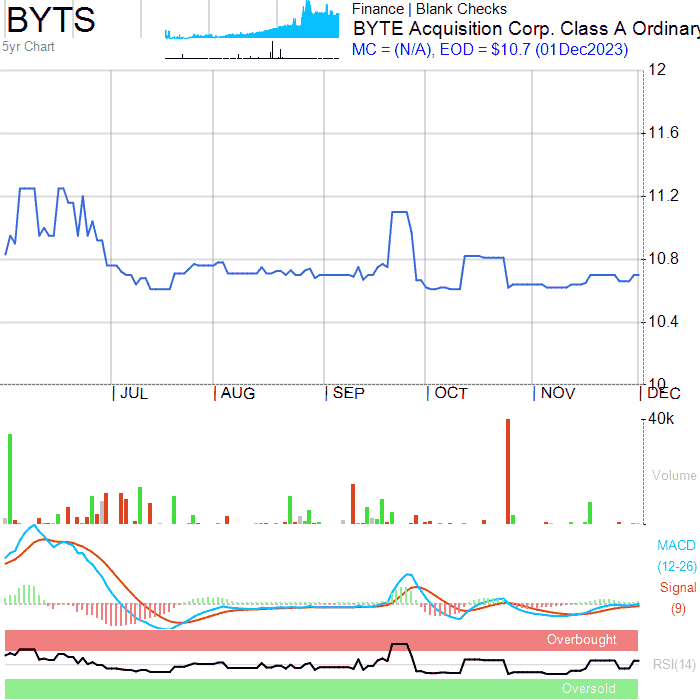 BYTS
5yr Chart
Finance | Blank Checks
BYTE Acquisition Corp. Class A Ordinary
MC = (N/A), EOD = $10.7 (01Dec2023)
12
11.6
11.2
10.8
10.4
10
JUL
AUG
SEP
OCT
NOV
DEC
40k
Volume
MACD
(12-26)
Signal
(9)
Overbought
RSI(14)
Oversold